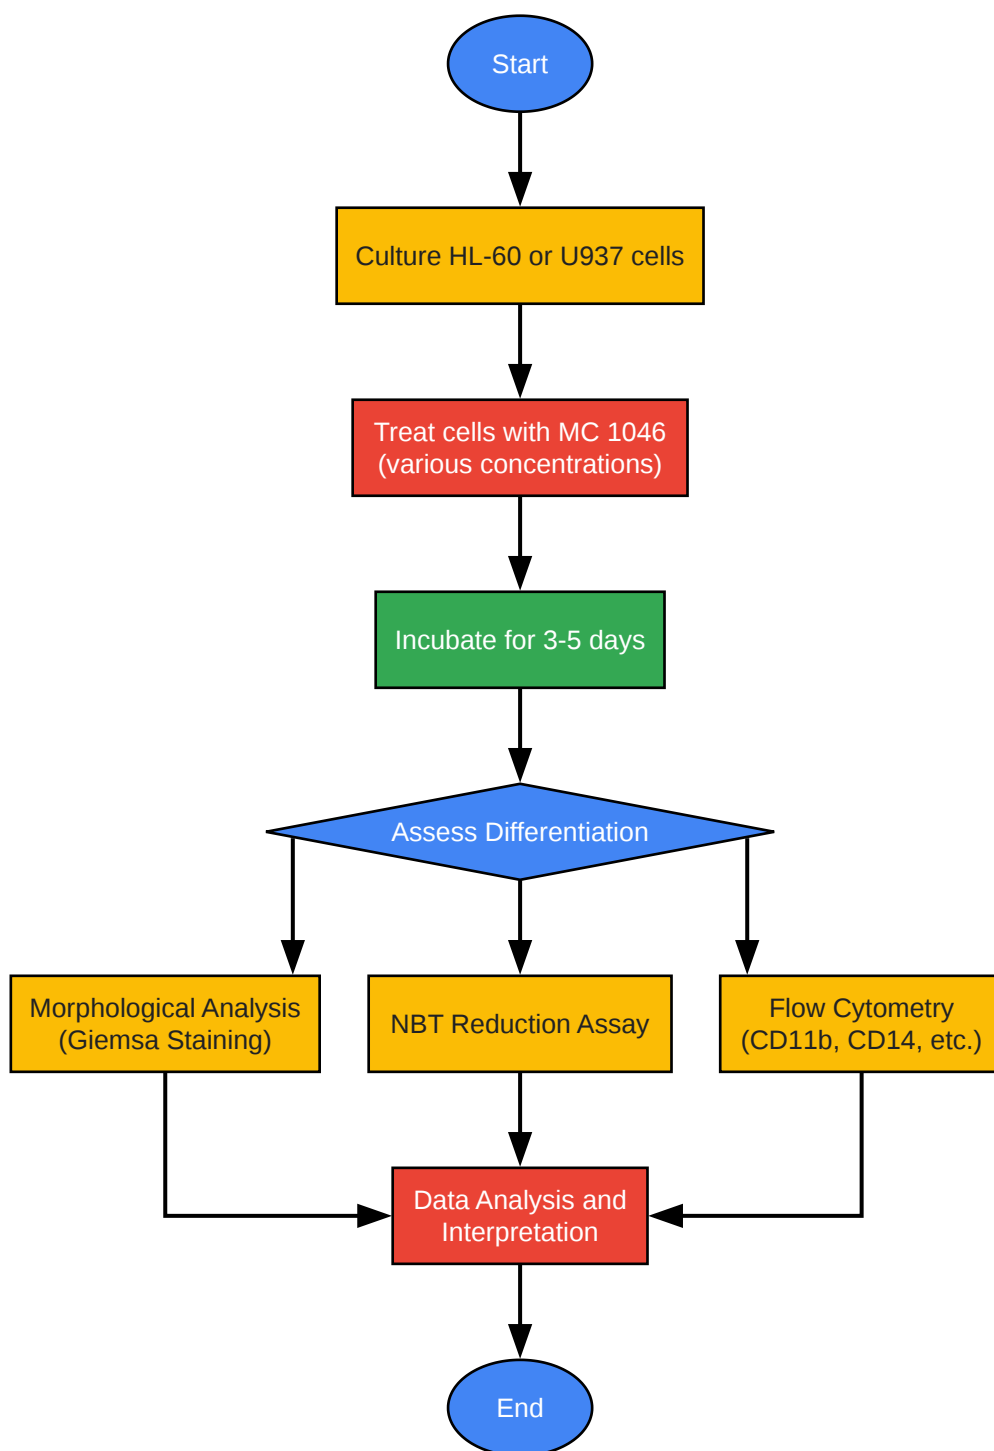 Start
Culture HL-60 or U937 cells
Treat cells with MC 1046
(various concentrations)
Incubate for 3-5 days
Assess Differentiation
Morphological Analysis
(Giemsa Staining)
NBT Reduction Assay
Flow Cytometry
(CD11b, CD14, etc.)
Data Analysis and
Interpretation
End